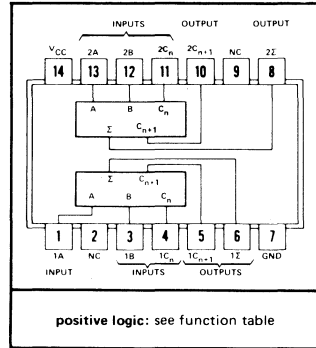 INPUTS OUTPUT OUTPUT
VCC 2A 2B 2Cn 2Cn+1 NC 2Σ
14 13 12 11 10 9 8
A B Cn
Σ Cn+1
Σ Cn+1
A B Cn
1 2 3 4 5 6 7
1A NC 1B 1Cn 1Cn+1 1Σ GND
INPUT INPUTS OUTPUTS
positive logic: see function table